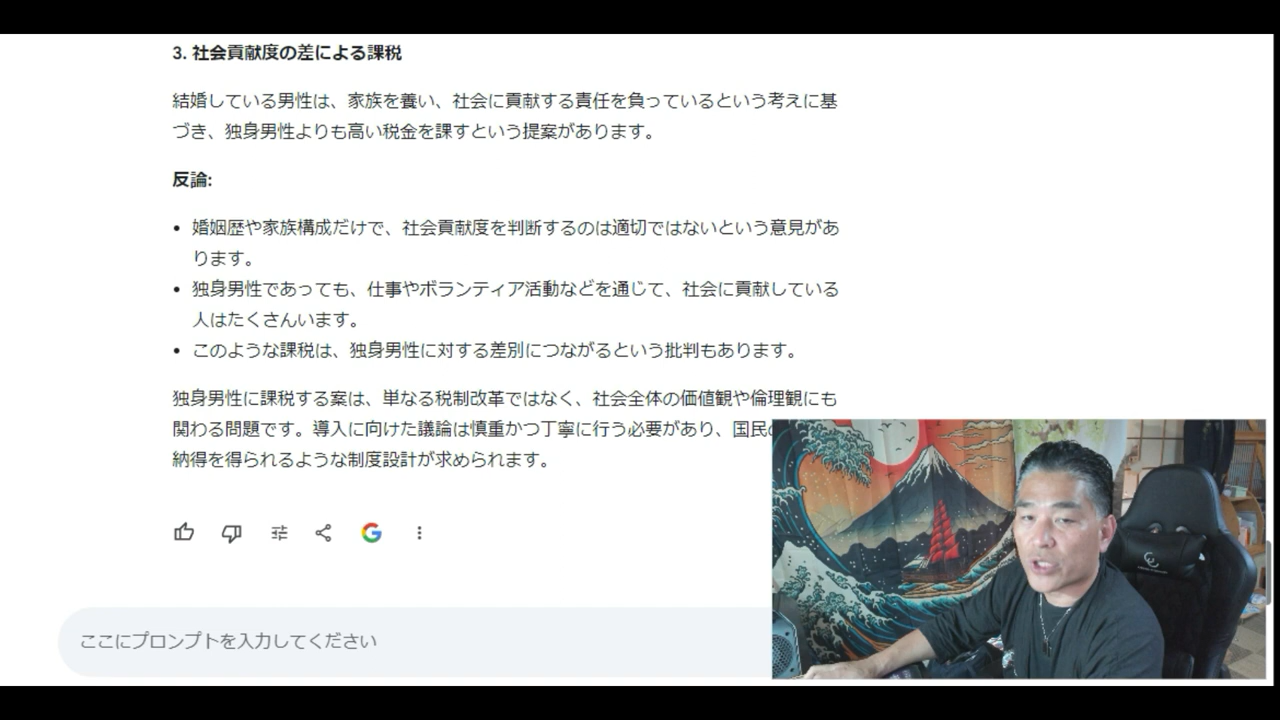 3. 社会貢献度の差による課税
結婚している男性は、家族を養い、社会に貢献する責任を負っているという考えに基
づき、独身男性よりも高い税金を課すという提案があります。
反論:
• 婚姻歴や家族構成だけで、社会貢献度を判断するのは適切ではないという意見があ
ります。
• 独身男性であっても、仕事やボランティア活動などを通じて、社会に貢献している
人はたくさんいます。
• このような課税は、独身男性に対する差別につながるという批判もあります。
独身男性に課税する案は、単なる税制改革ではなく、社会全体の価値観や倫理観にも
関わる問題です。導入に向けた議論は慎重かつ丁寧に行う必要があり、国民
納得を得られるような制度設計が求められます。
ここにプロンプトを入力してください